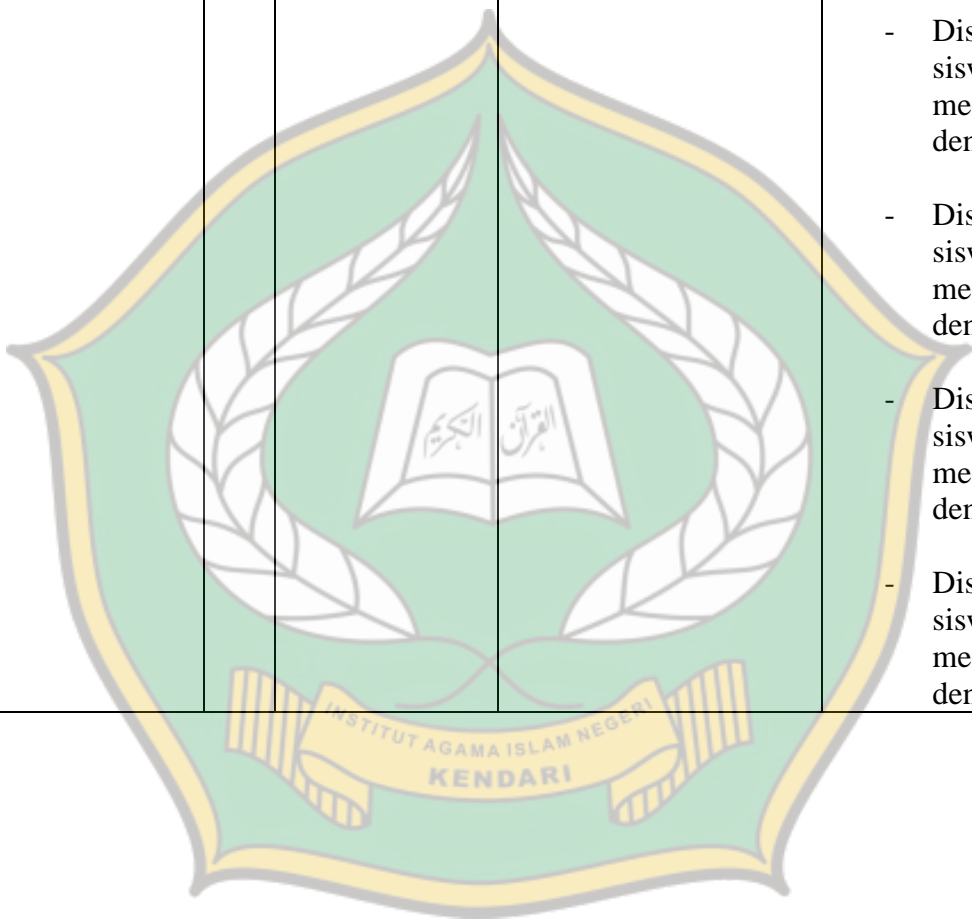 - Dis
sisw
me
den
- Dis
sisw
me
den
- Dis
sisw
me
den
- Dis
sisw
me
den
القرآن الكريم
INSTITUT AGAMA ISLAM NEGERI
KENDARI